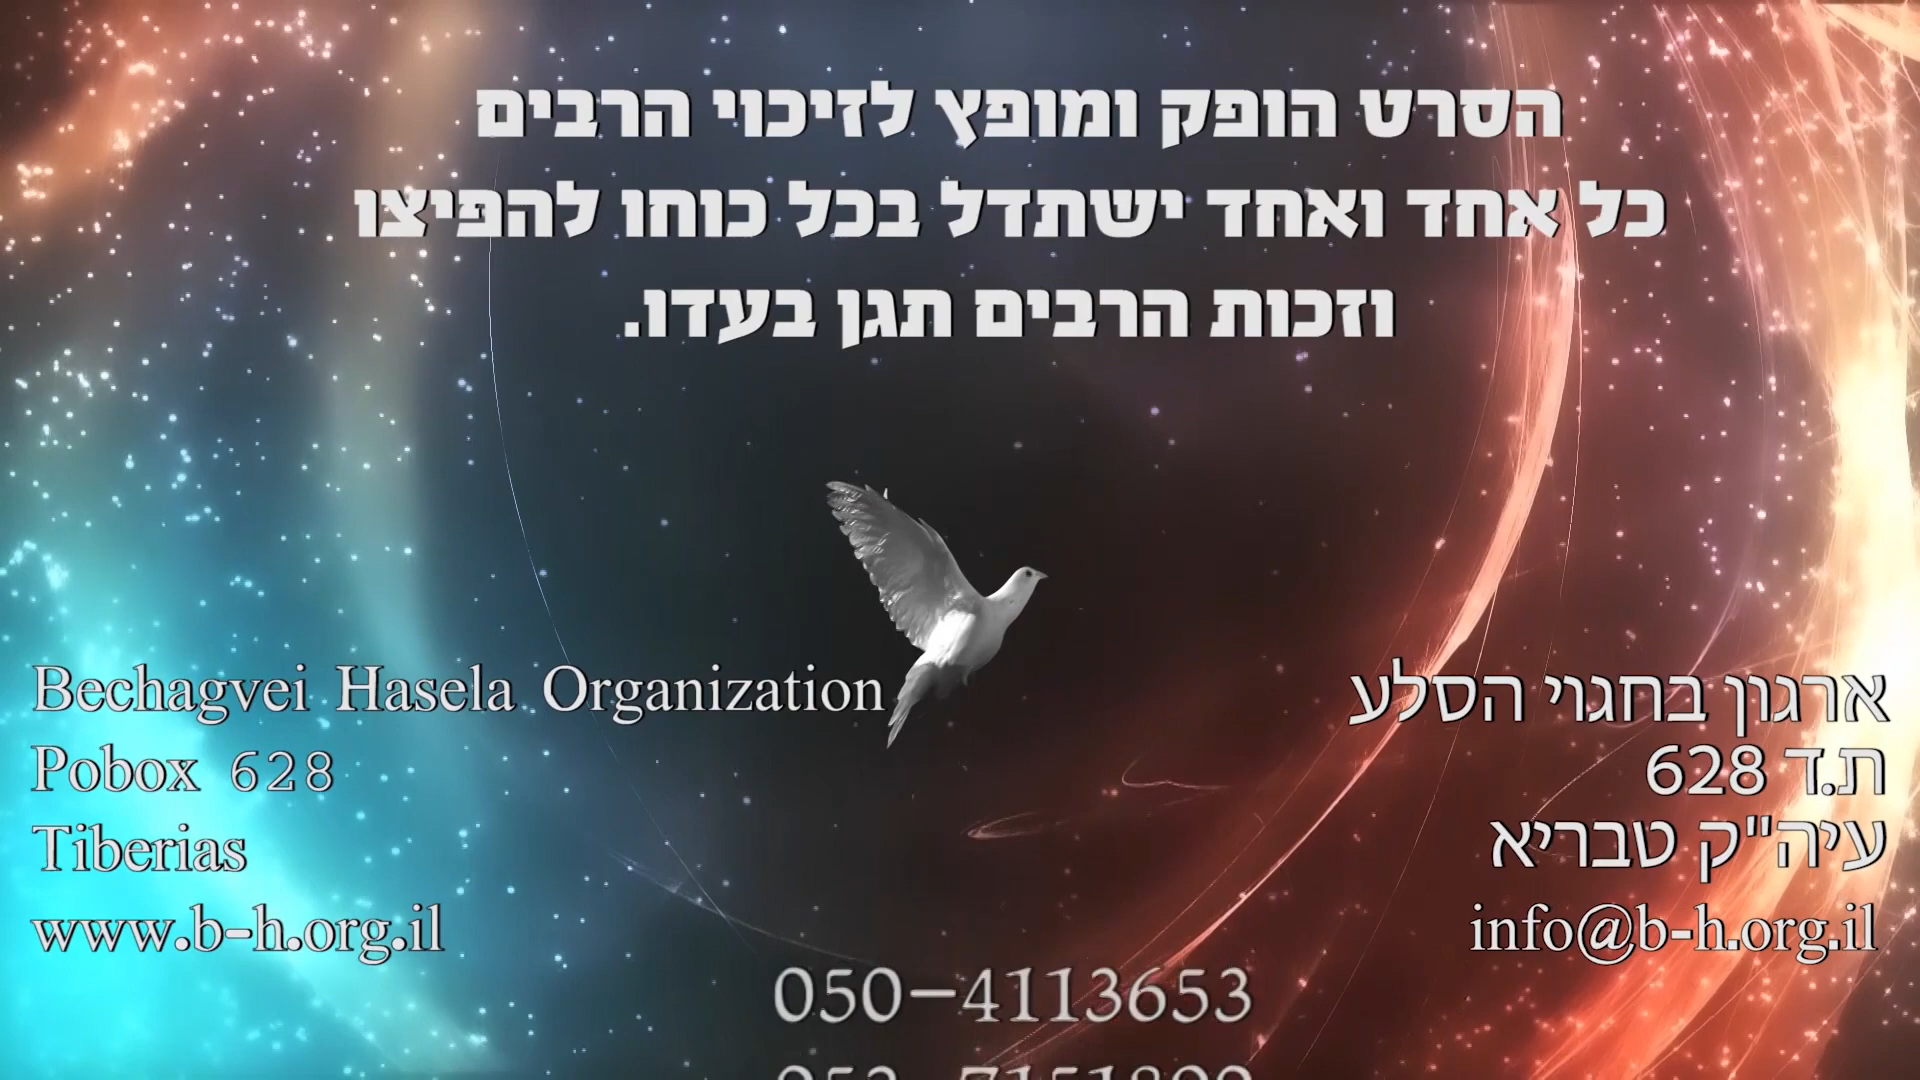 הסרט הופק ומופץ לזיכוי הרבים
כל אחד ואחד ישתדל בכל כוחו להפיצו
וזכות הרבים תגן בעדו.
Bechagvei Hasela Organization
Pobox 628
Tiberias
www.b-h.org.il
ארגון בחגוי הסלע
ת.ד 628
עיה"ק טבריא
info@b-h.org.il
050-4113653